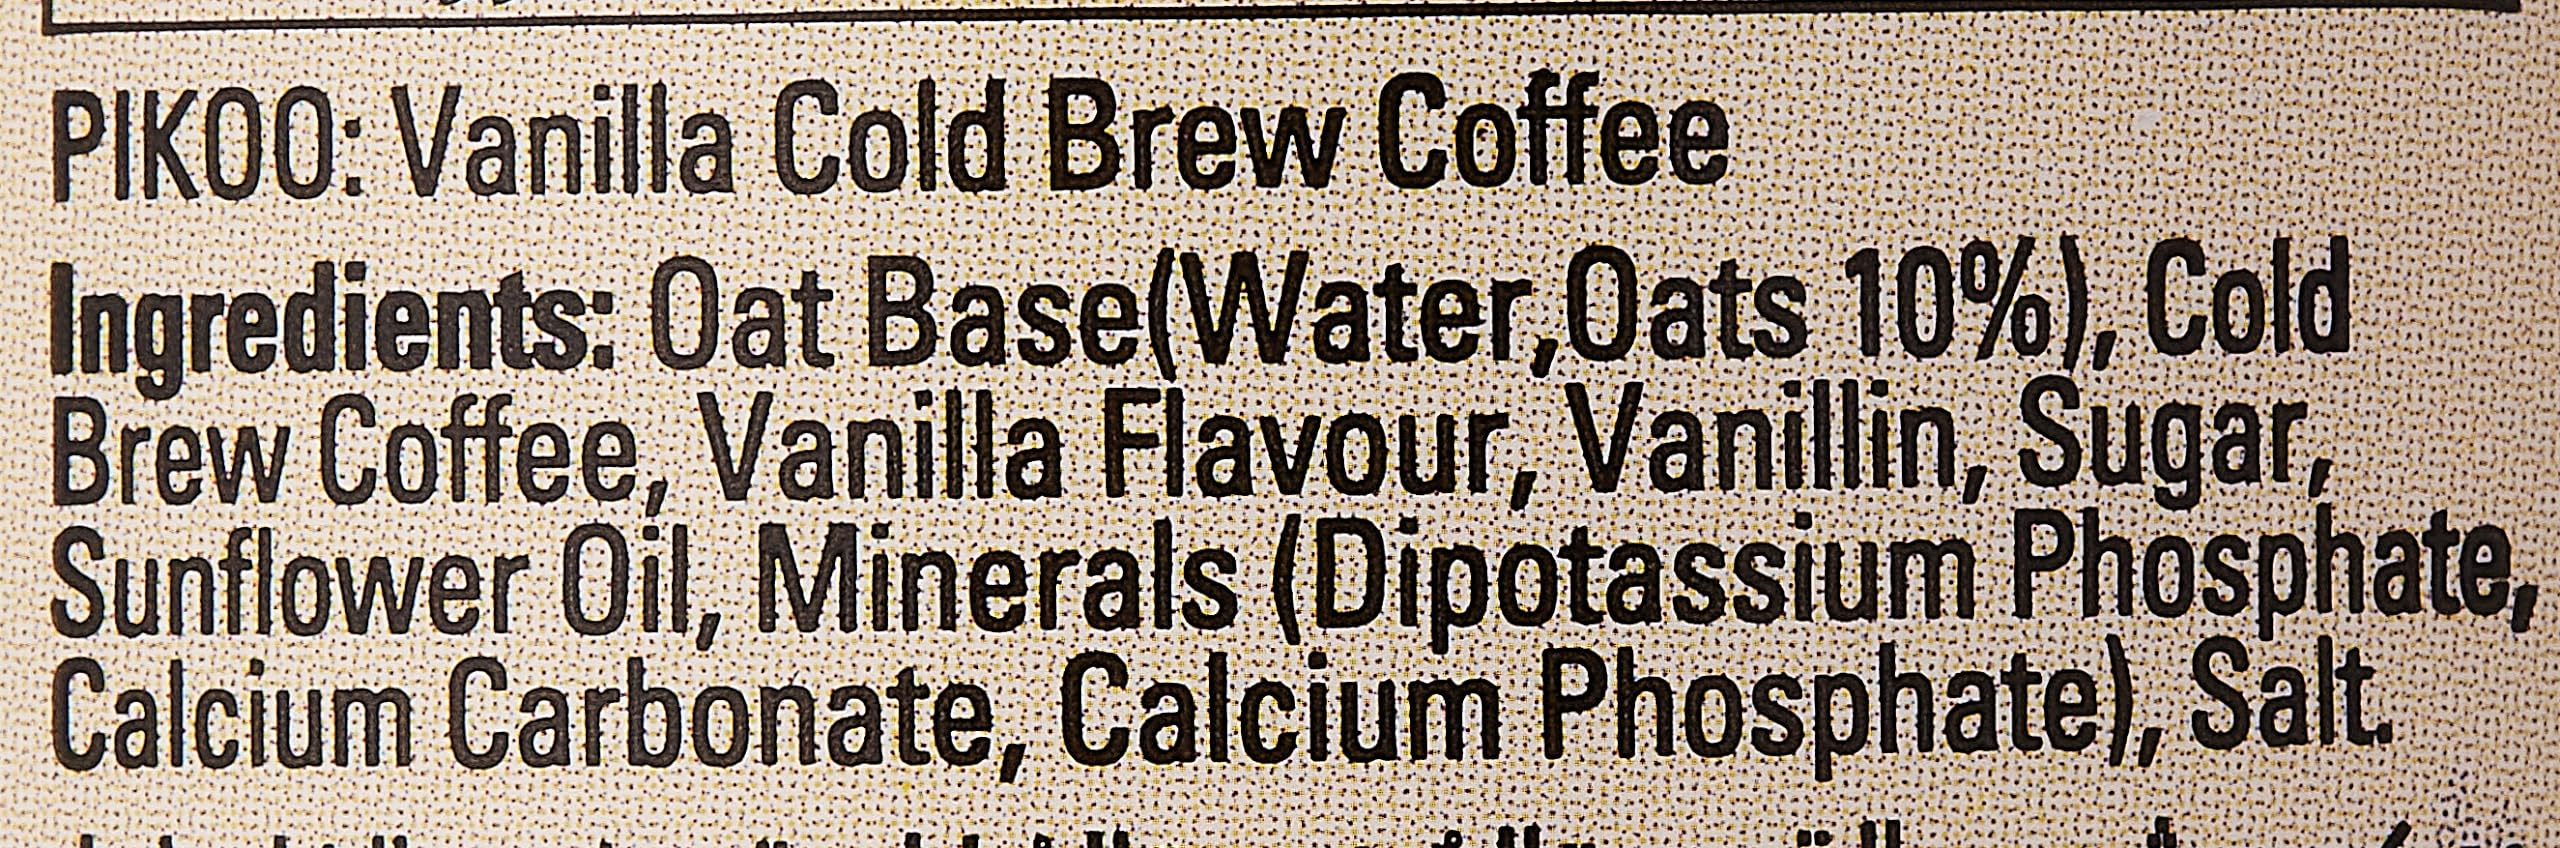 PIKOO: Vanilla Cold Brew Coffee
Ingredients: Oat Base(Water,Oats 10%), Cold
Brew Coffee, Vanilla Flavour, Vanillin, Sugar,
Sunflower Oil, Minerals (Dipotassium Phosphate,
Calcium Carbonate, Calcium Phosphate), Salt.